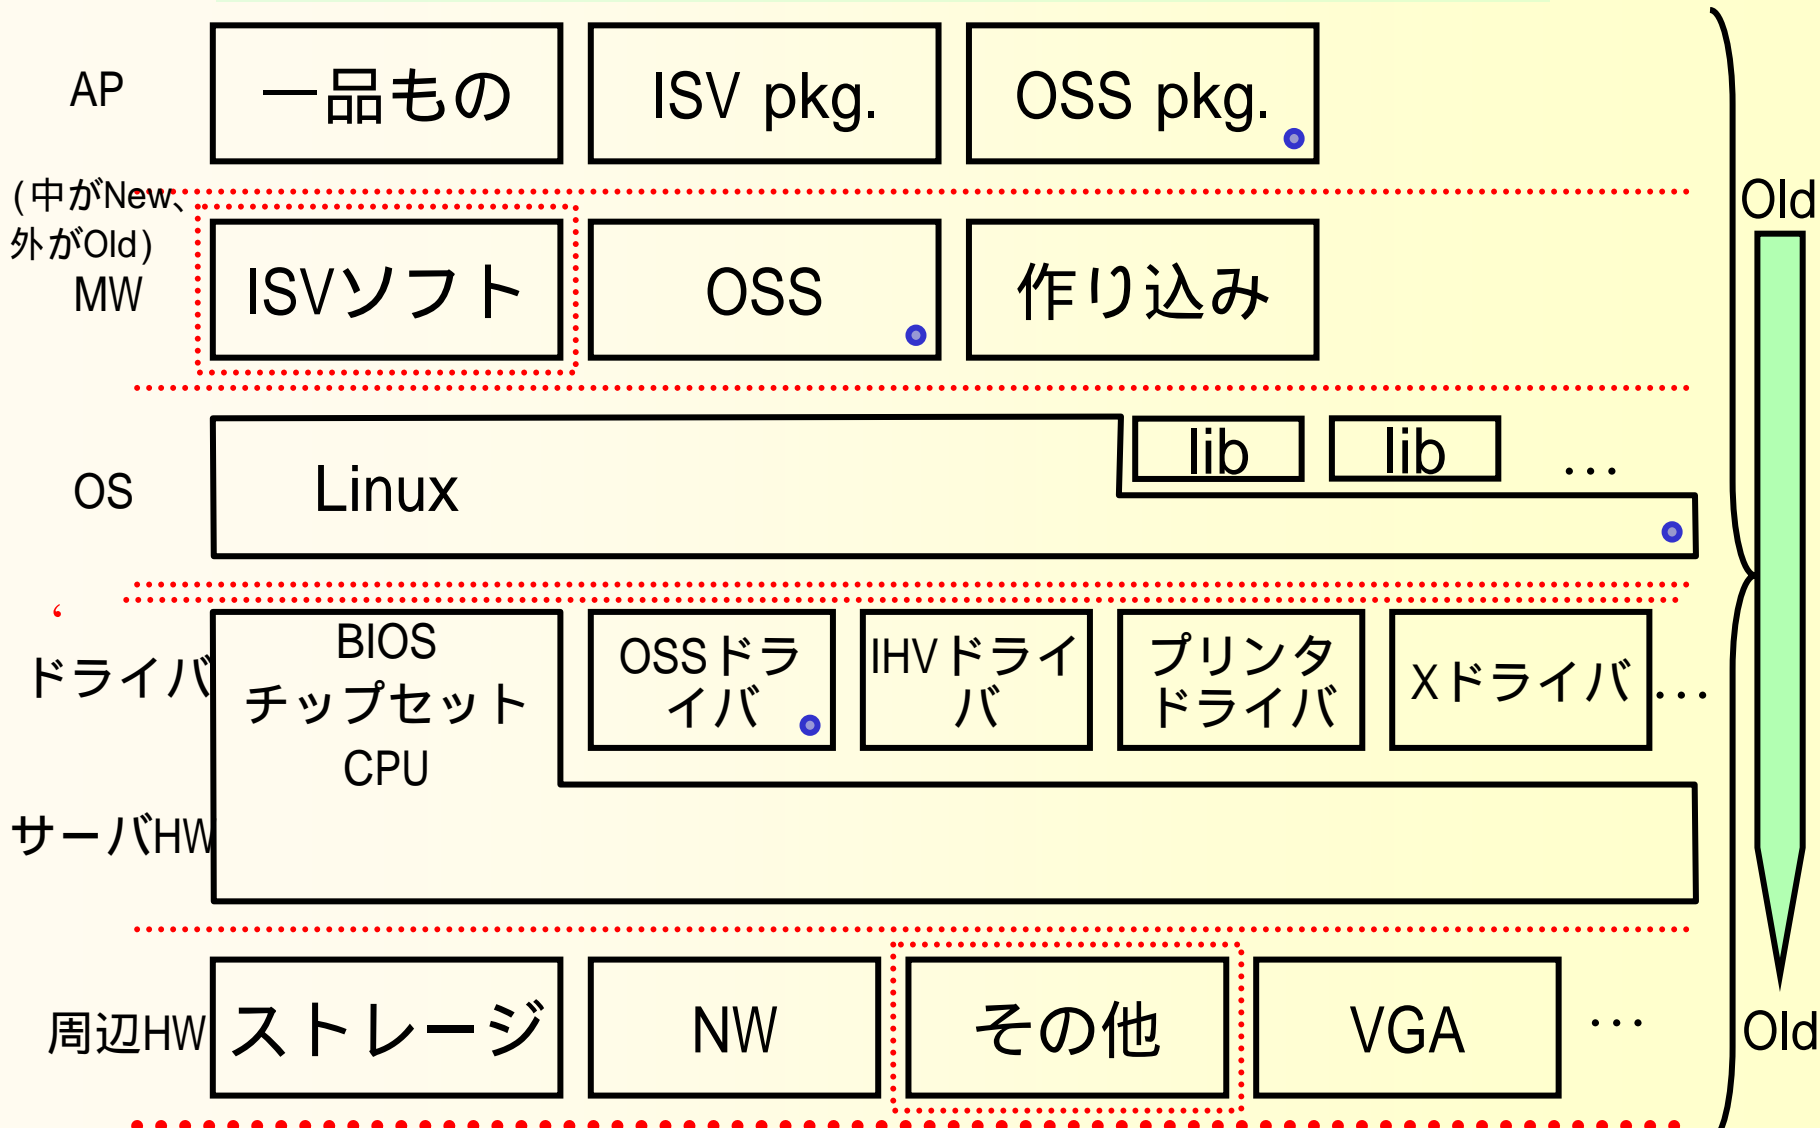 AP
一品もの
ISV pkg.
OSS pkg.
(中がNew、
外がOld)
MW
ISVソフト
OSS
作り込み
Old
OS
Linux
lib
lib
…
‘
ドライバ
BIOS
チップセット
CPU
OSSドラ
イバ
IHVドライ
バ
プリンタ
ドライバ
Xドライバ
…
サーバHW
周辺HW
ストレージ
NW
その他
VGA
…
Old